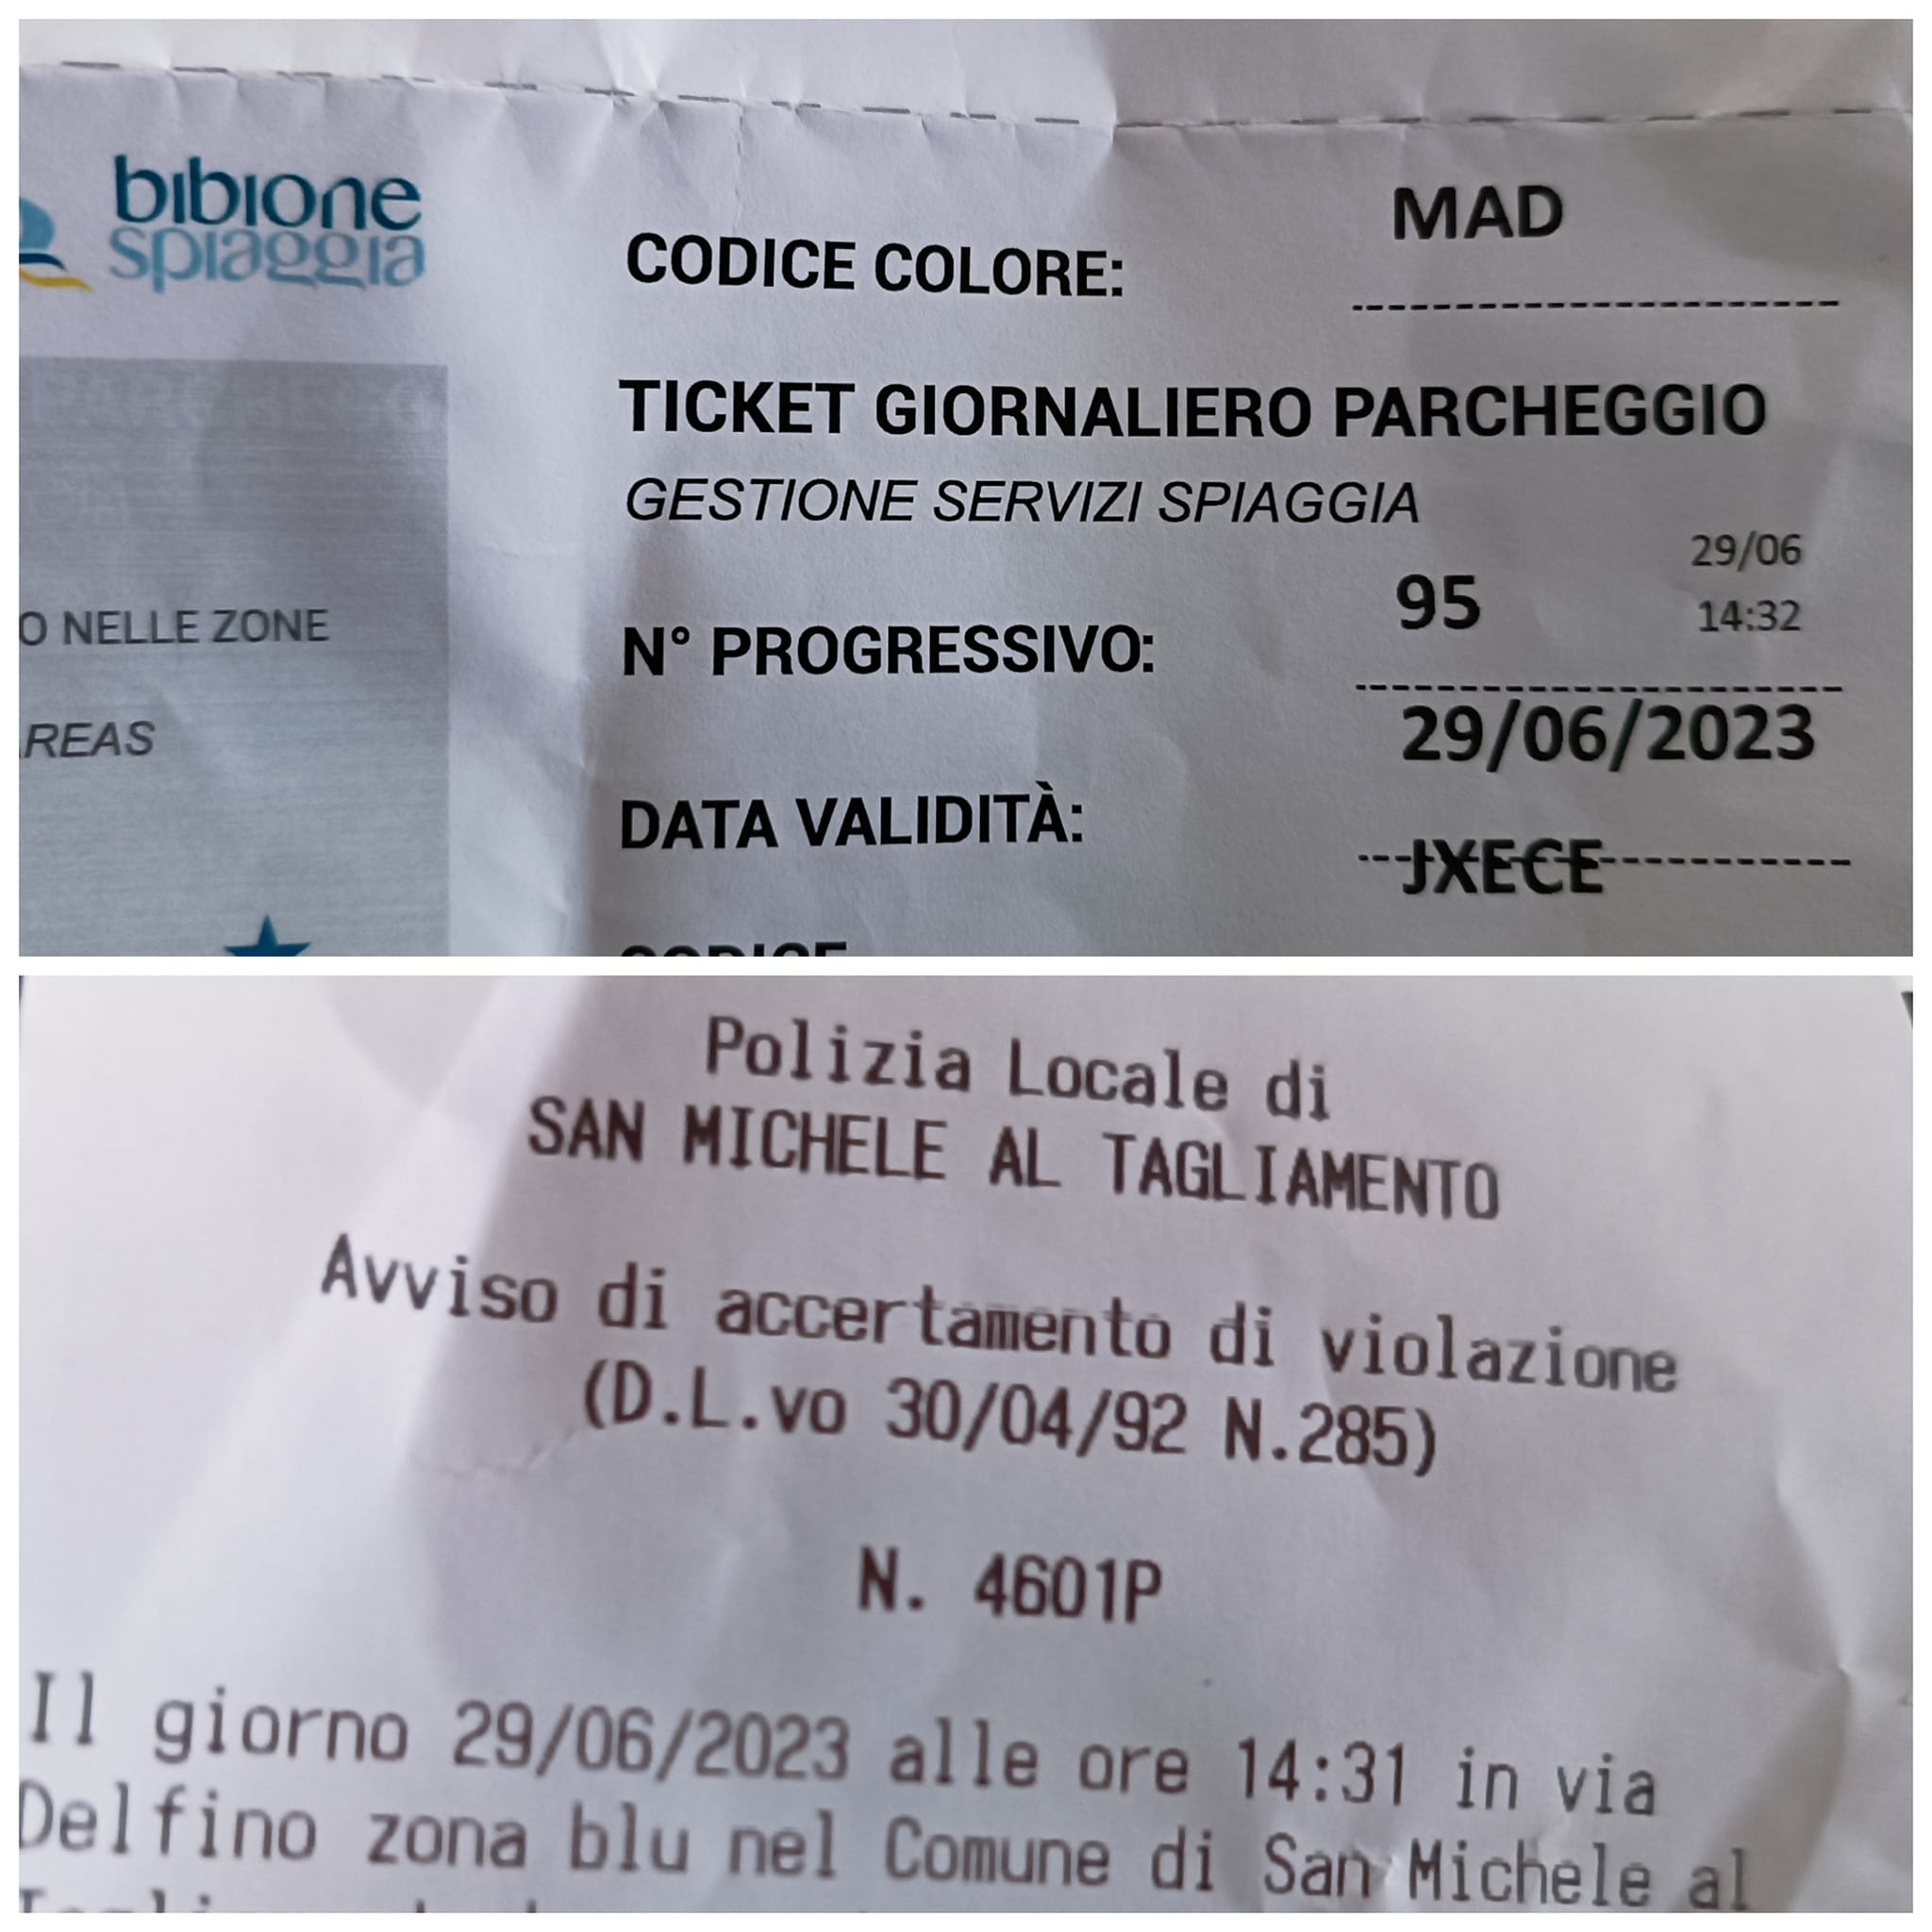 bibione
spiaggia
O NELLE ZONE
REAS
CODICE COLORE: MAD
TICKET GIORNALIERO PARCHEGGIO
GESTIONE SERVIZI SPIAGGIA
29/06
N° PROGRESSIVO: 95 14:32
29/06/2023
DATA VALIDITÀ:
JXECE
CODICE
Polizia Locale di
SAN MICHELE AL TAGLIAMENTO
Avviso di accertamento di violazione
(D.L.vo 30/04/92 N.285)
N. 4601P
Il giorno 29/06/2023 alle ore 14:31 in via
Delfino zona blu nel Comune di San Michele al